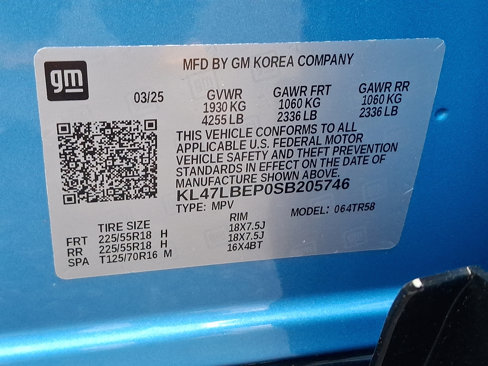 gm
MFD BY GM KOREA COMPANY
03/25
GVWR GAWR FRT GAWR RR
1930 KG 1060 KG 1060 KG
4255 LB 2336 LB 2336 LB
THIS VEHICLE CONFORMS TO ALL
APPLICABLE U.S. FEDERAL MOTOR
VEHICLE SAFETY AND THEFT PREVENTION
STANDARDS IN EFFECT ON THE DATE OF
MANUFACTURE SHOWN ABOVE.
KL47LBEP0SB205746
TYPE: MPV MODEL: 064TR58
TIRE SIZE RIM
FRT 225/55R18 H 18X7.5J
RR 225/55R18 H 18X7.5J
SPA T125/70R16 M 16X4BT